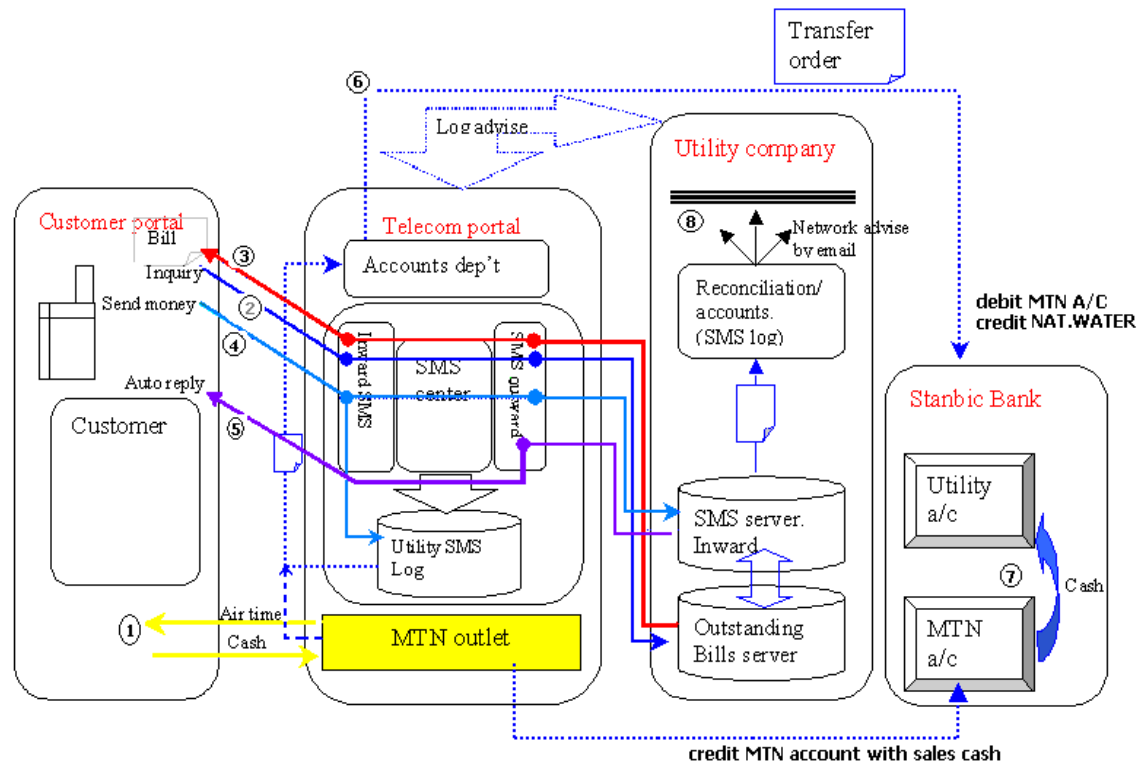 Transfer
order
6
Log advise
Utility company
Customer portal
Bill
3
Telecom portal
8
Network advise
by email
Inquiry
2
Accounts dep't
Send money
4
Reconciliation/
accounts.
(SMS log)
debit MTN A/C
credit NAT.WATER
Inward SMS
SMS
center
SMS quward
Auto reply
5
Stanbic Bank
Customer
Utility
a/c
SMS server.
Inward
Utility SMS
Log
7
Cash
1
Air time
Cash
MTN outlet
Outstanding
Bills server
MTN
a/c
credit MTN account with sales cash